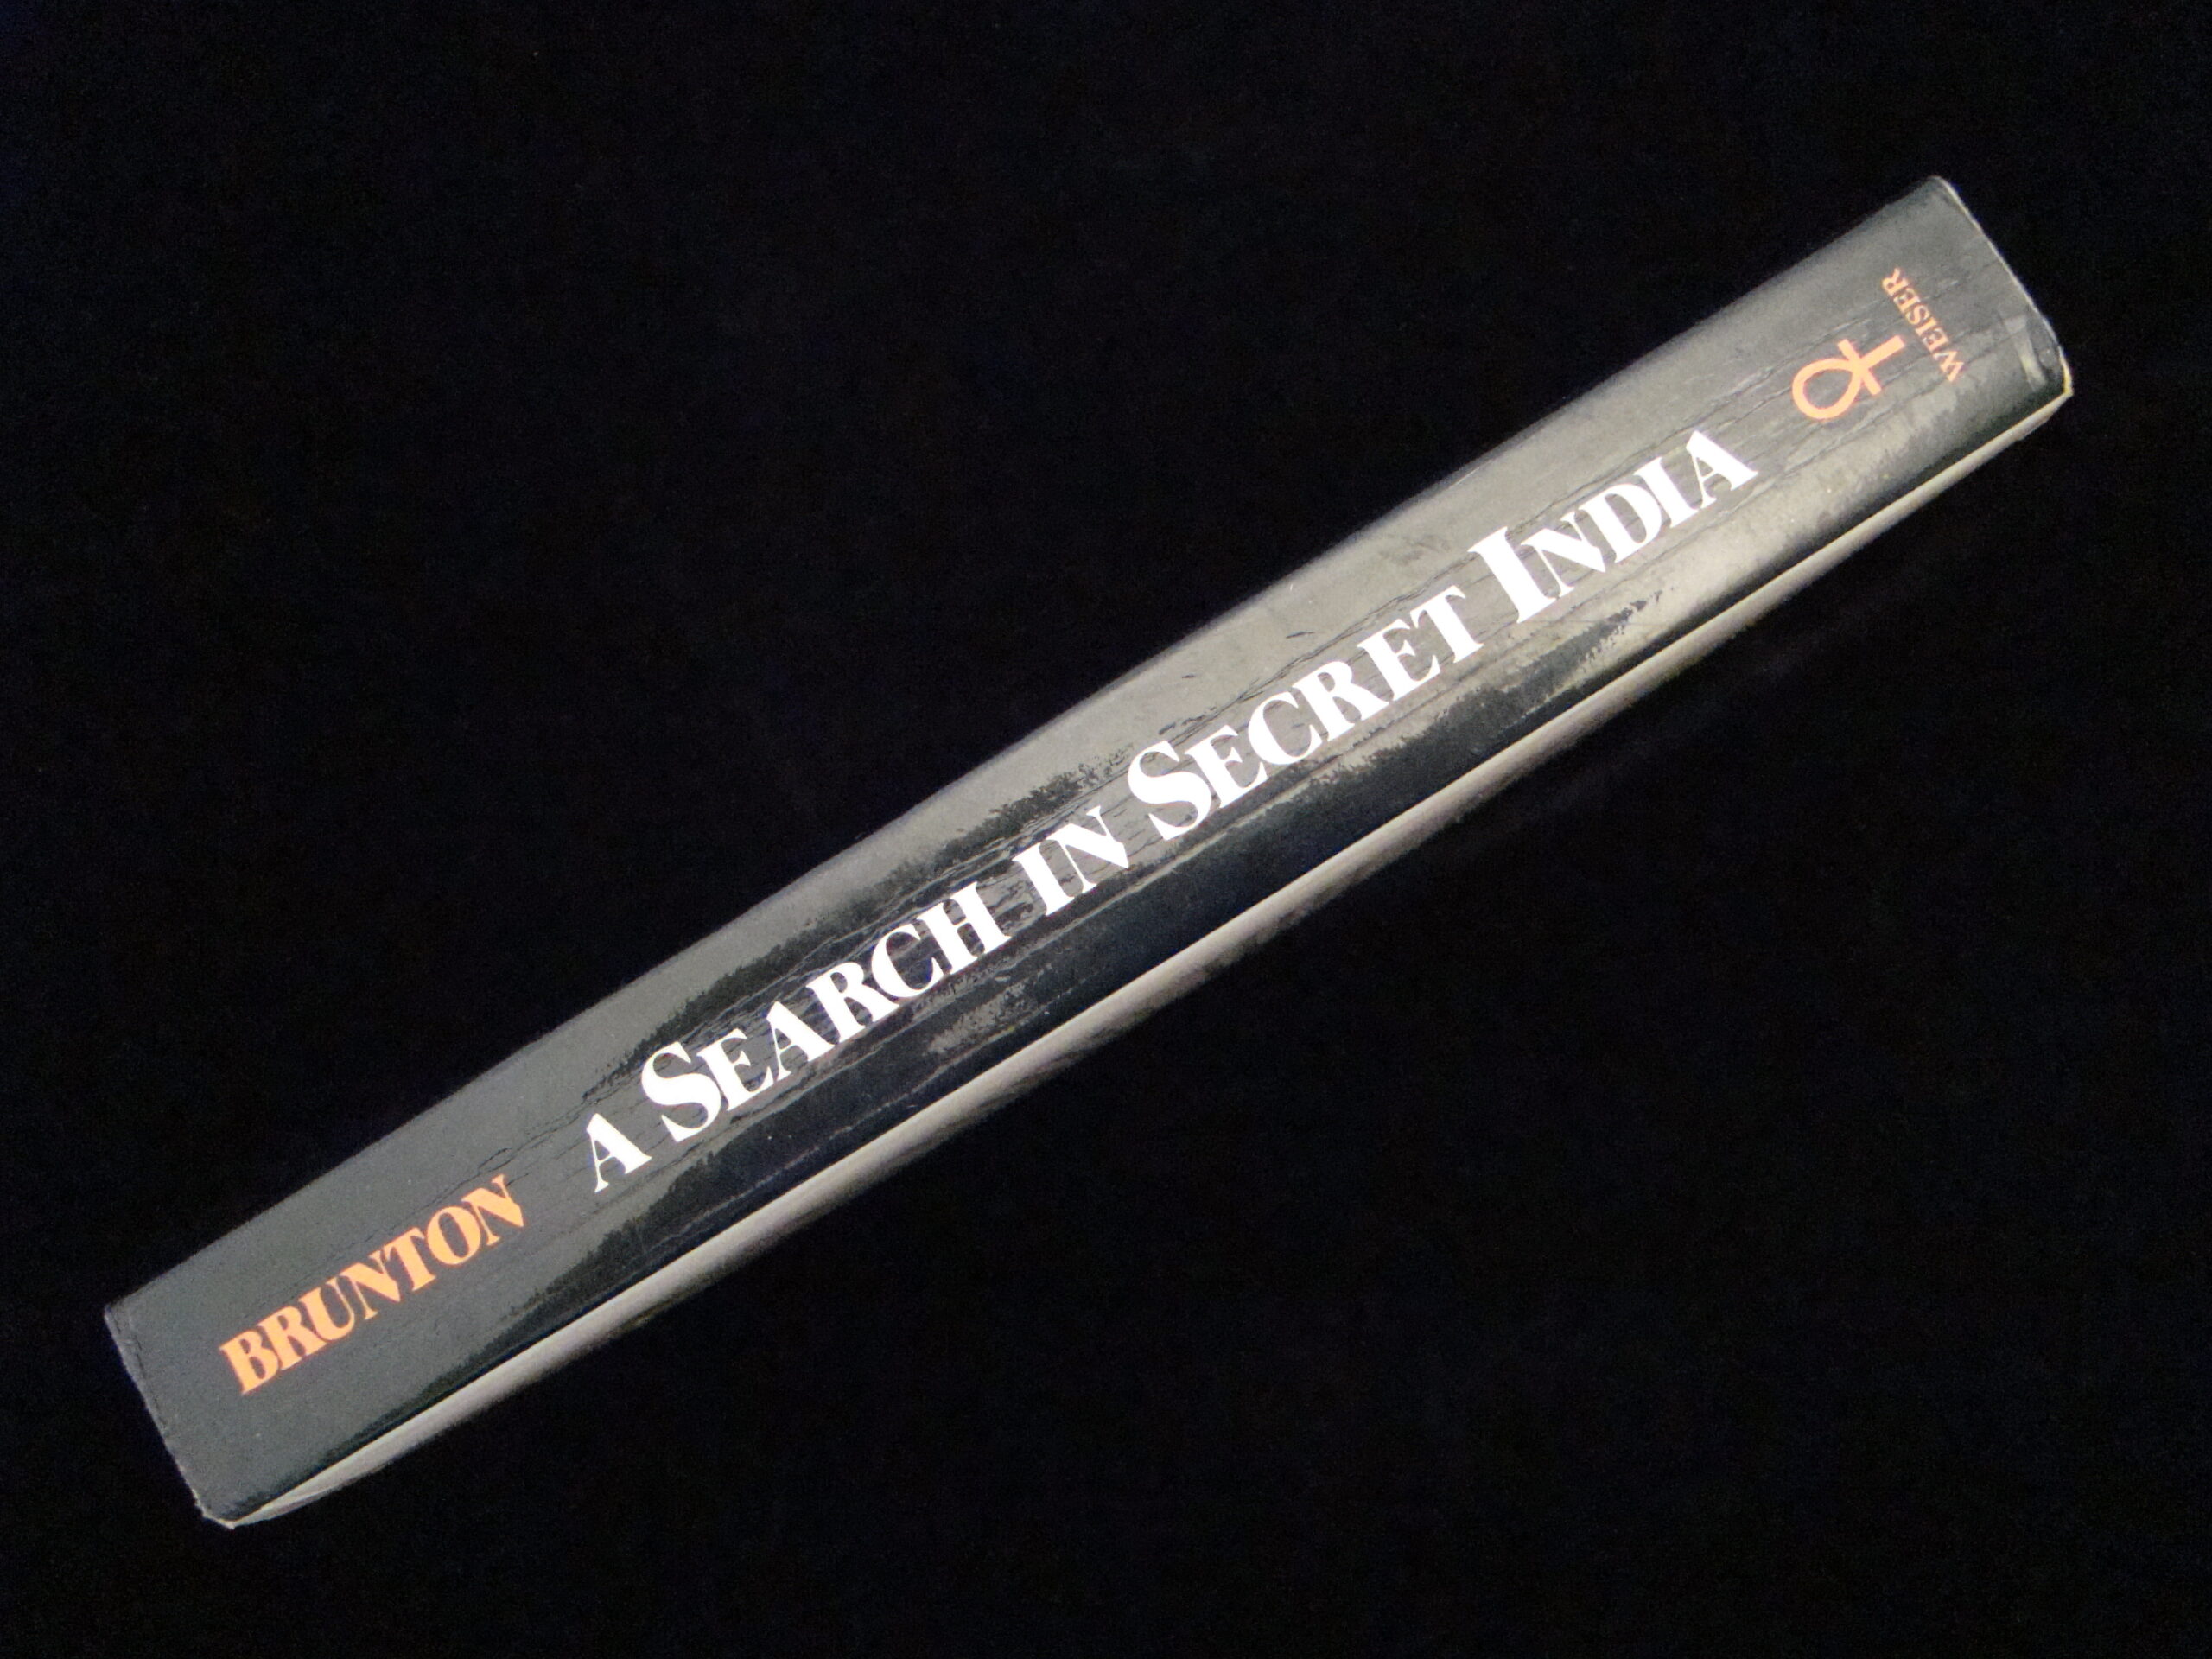 BRUNTON A SEARCH IN SECRET INDIA
WEISER